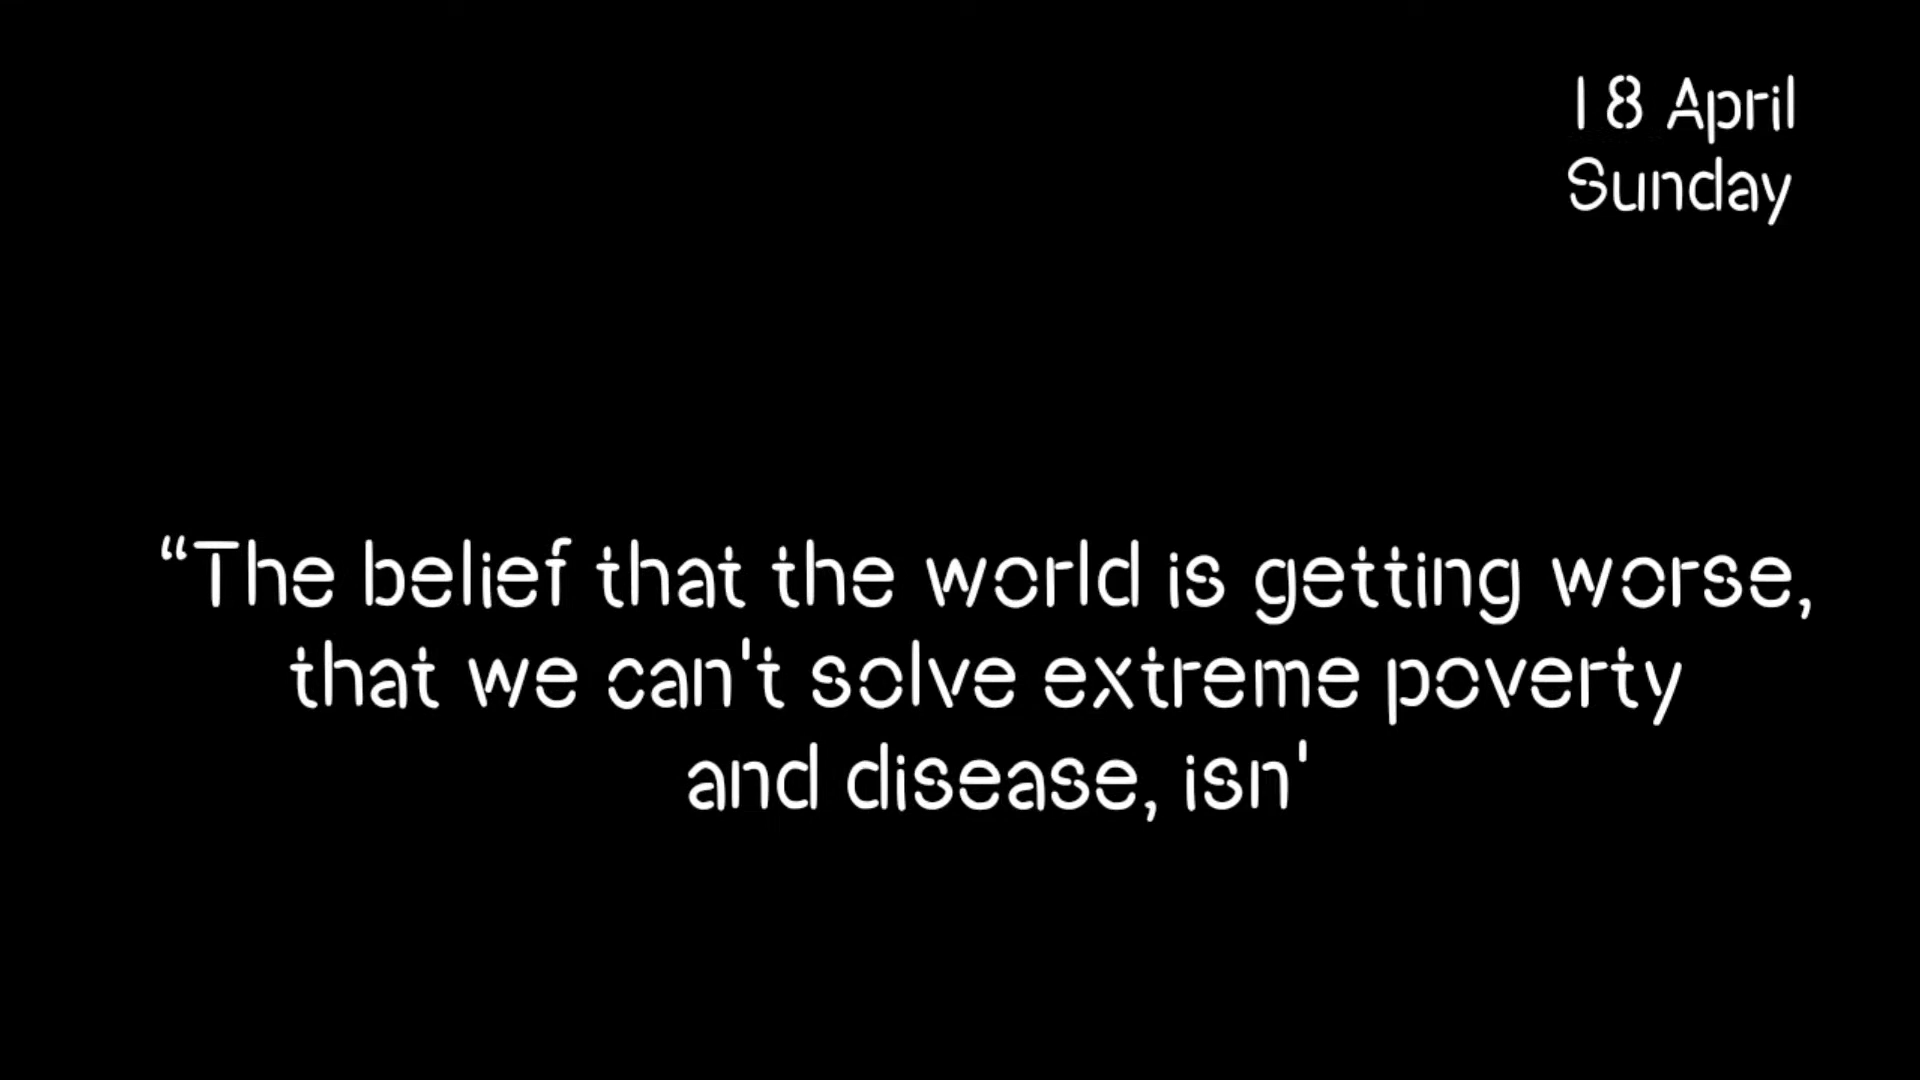 18 April
Sunday
“The belief that the world is getting worse,
that we can't solve extreme poverty
and disease, isn'